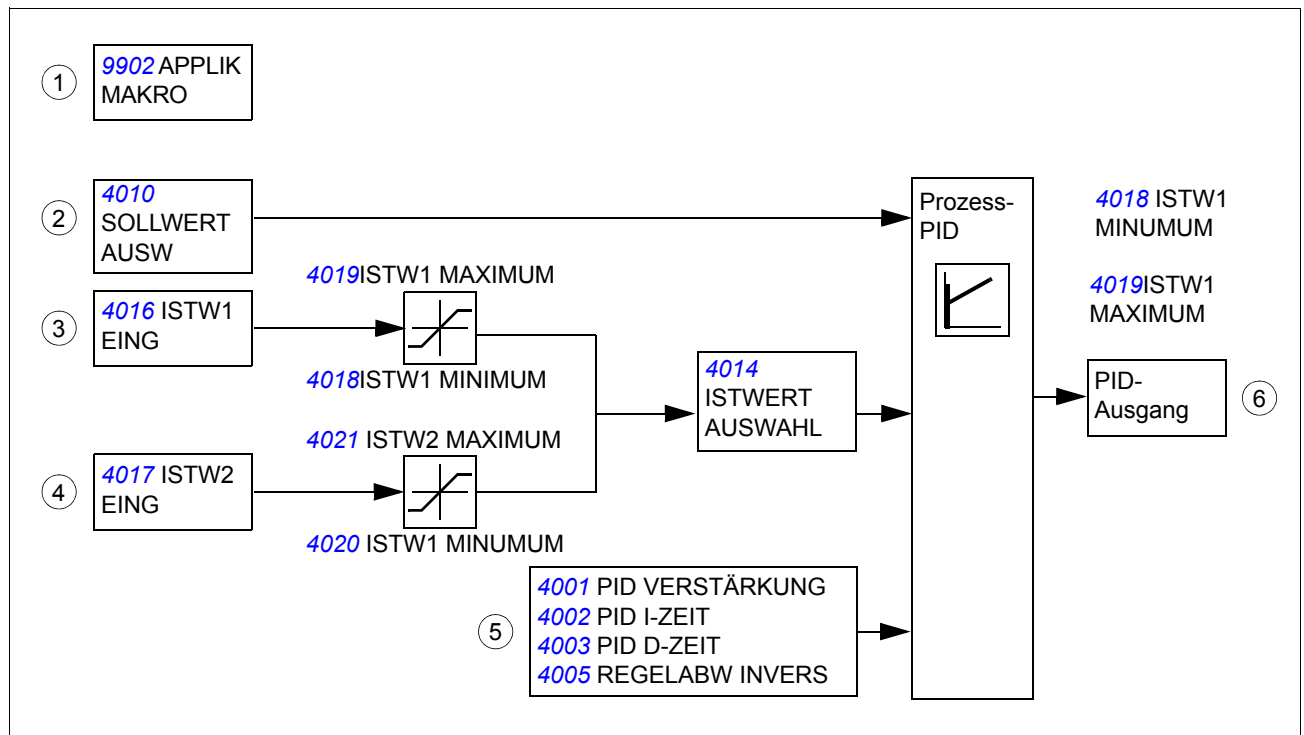 1
9902 APPLIK
MAKRO
2
4010
SOLLWERT
AUSW
3
4016 ISTW1
EING
4019ISTW1 MAXIMUM
4018ISTW1 MINIMUM
4
4017 ISTW2
EING
4021 ISTW2 MAXIMUM
4020 ISTW1 MINUMUM
4014
ISTWERT
AUSWAHL
5
4001 PID VERSTÄRKUNG
4002 PID I-ZEIT
4003 PID D-ZEIT
4005 REGELABW INVERS
Prozess-
PID
4018 ISTW1
MINUMUM
4019ISTW1
MAXIMUM
PID-
Ausgang
6